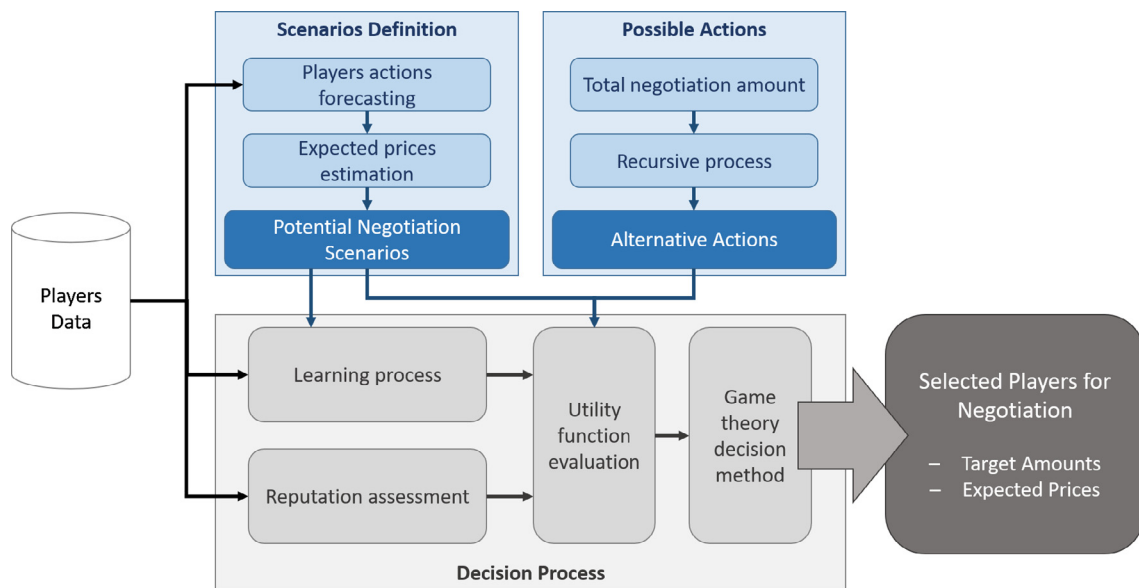 Scenarios Definition
Players actions
forecasting
Expected prices
estimation
Potential Negotiation
Scenarios
Possible Actions
Total negotiation amount
Recursive process
Alternative Actions
Players
Data
Learning process
Reputation assessment
Utility
function
evaluation
Game
theory
decision
method
Decision Process
Selected Players for
Negotiation
– Target Amounts
– Expected Prices